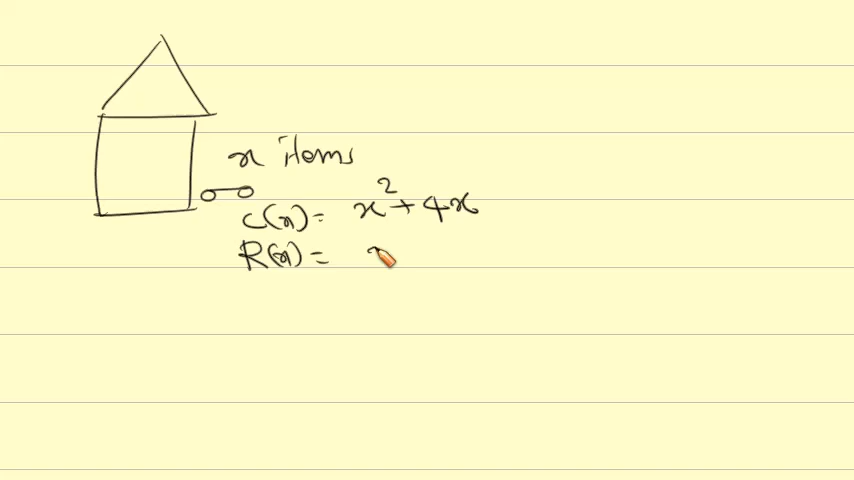 x items
C(x) = x² + 4x
R(x) =